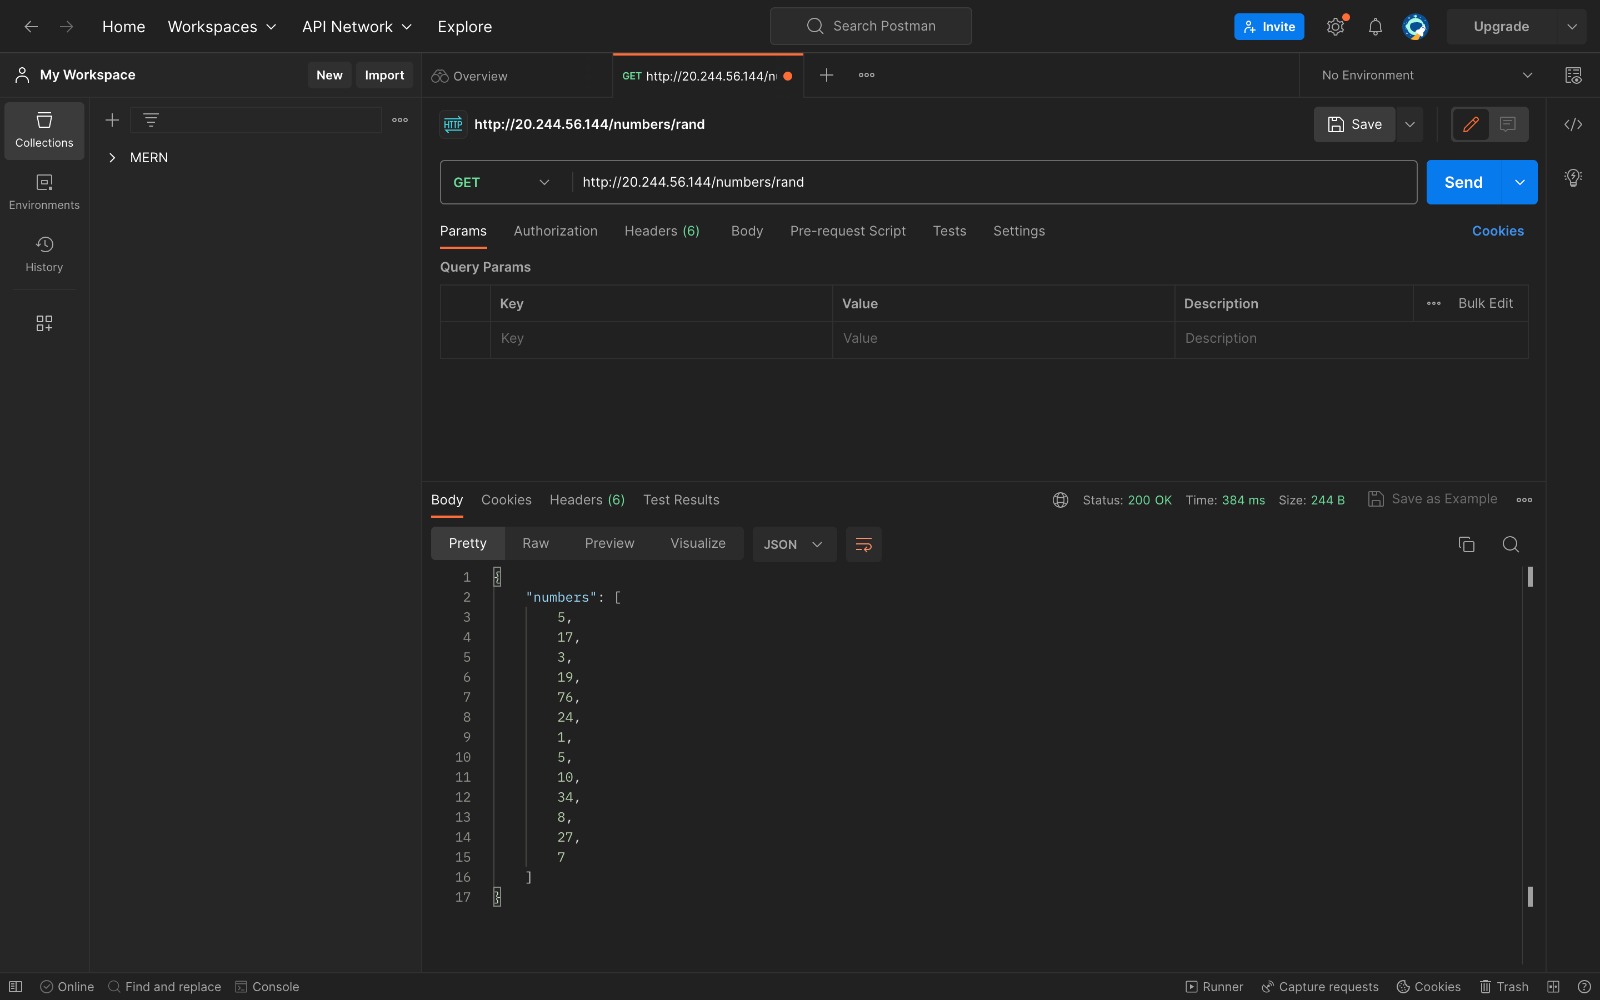 Home Workspaces API Network Explore Search Postman Invite Upgrade
My Workspace New Import Overview GET http://20.244.56.144/n No Environment
HTTP http://20.244.56.144/numbers/rand Save
Collections
MERN
GET http://20.244.56.144/numbers/rand Send
Environments
Params Authorization Headers (6) Body Pre-request Script Tests Settings Cookies
History
Query Params
Key Value Description Bulk Edit
Key Value Description
Body Cookies Headers (6) Test Results Status: 200 OK Time: 384 ms Size: 244 B Save as Example
Pretty Raw Preview Visualize JSON
1 {
2 "numbers": [
3 5,
4 17,
5 3,
6 19,
7 76,
8 24,
9 1,
10 5,
11 10,
12 34,
13 8,
14 27,
15 7
16 ]
17 }
Online Find and replace Console Runner Capture requests Cookies Trash